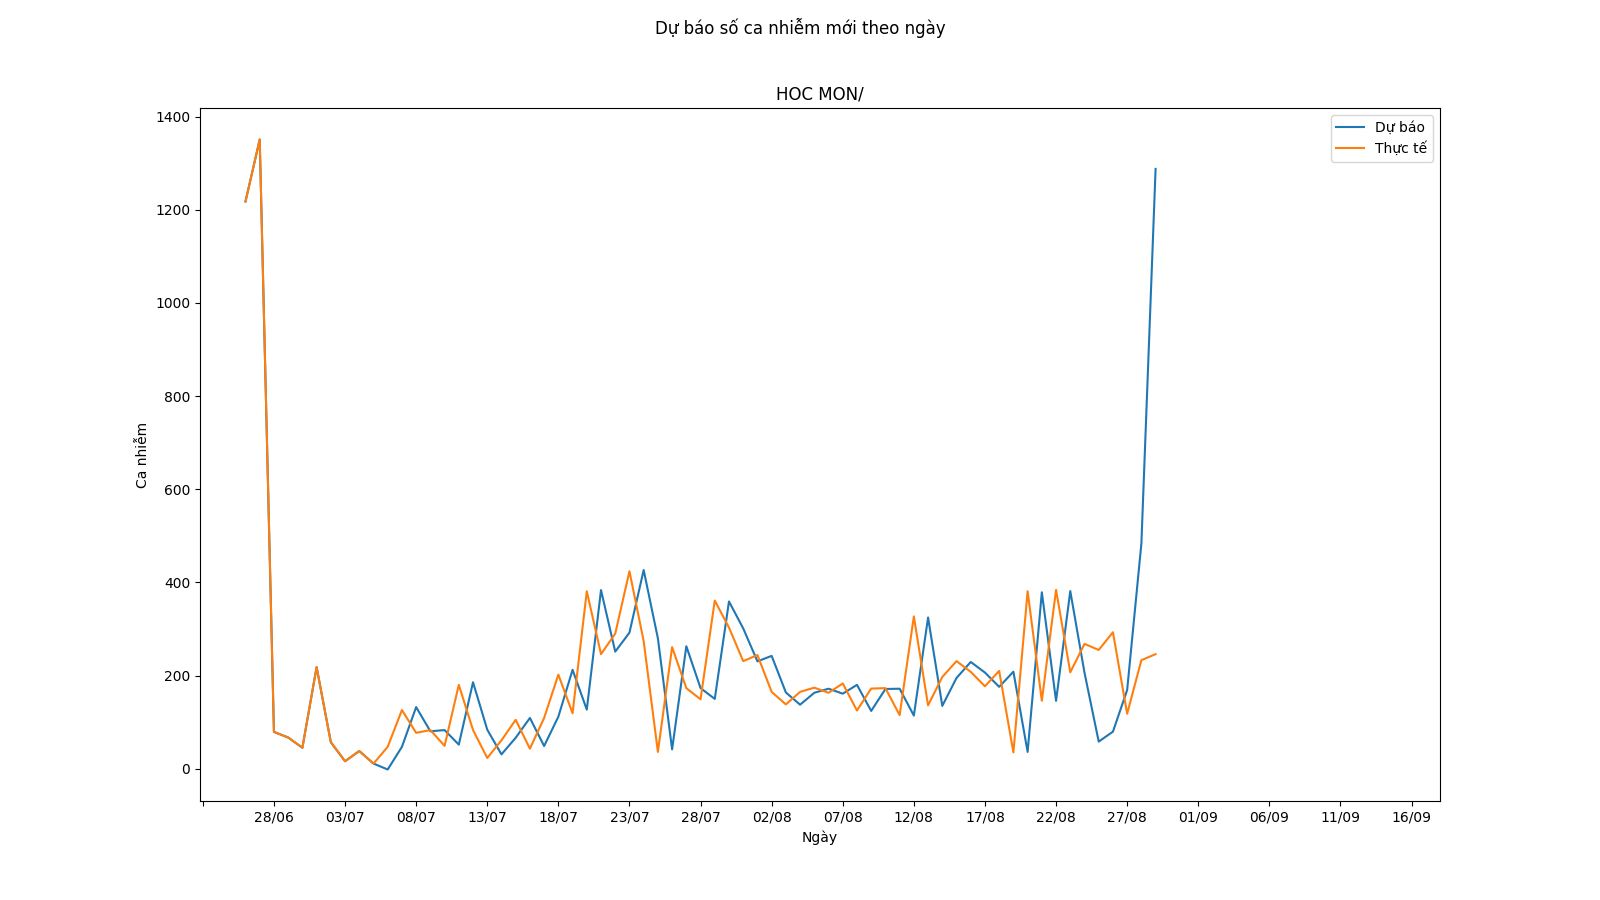 Dự báo số ca nhiễm mới theo ngày
HOC MON/
1400
1200
1000
800
600
400
200
0
Ca nhiễm
Dự báo
Thực tế
28/06 03/07 08/07 13/07 18/07 23/07 28/07 02/08 07/08 12/08 17/08 22/08 27/08 01/09 06/09 11/09 16/09
Ngày